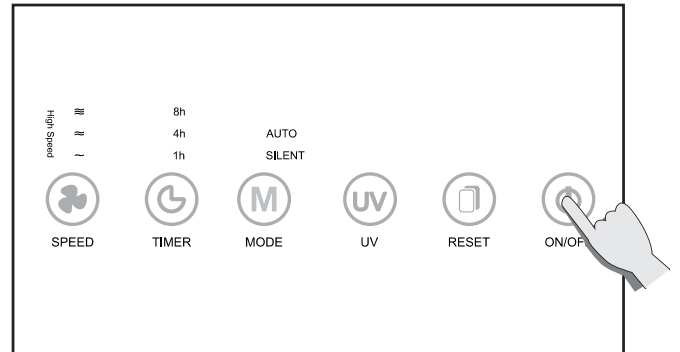 High Speed
8h
4h
1h
AUTO
SILENT
M
UV
SPEED
TIMER
MODE
UV
RESET
ON/OF